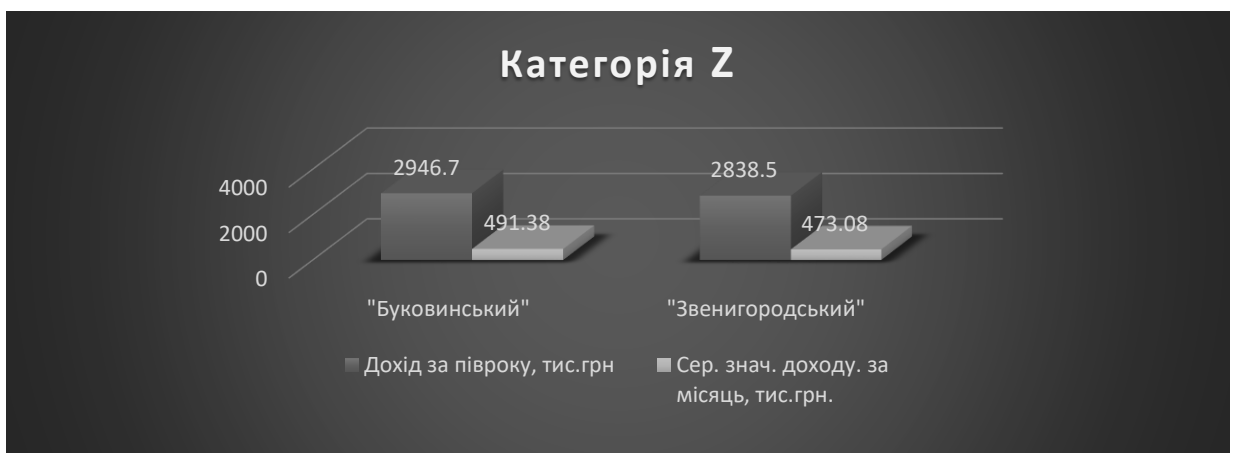 Категорія Z
4000
2000
0
2946.7
491.38
2838.5
473.08
"Буковинський"
"Звенигородський"
Дохід за півроку, тис.грн
Сер. знач. доходу. за
місяць, тис.грн.